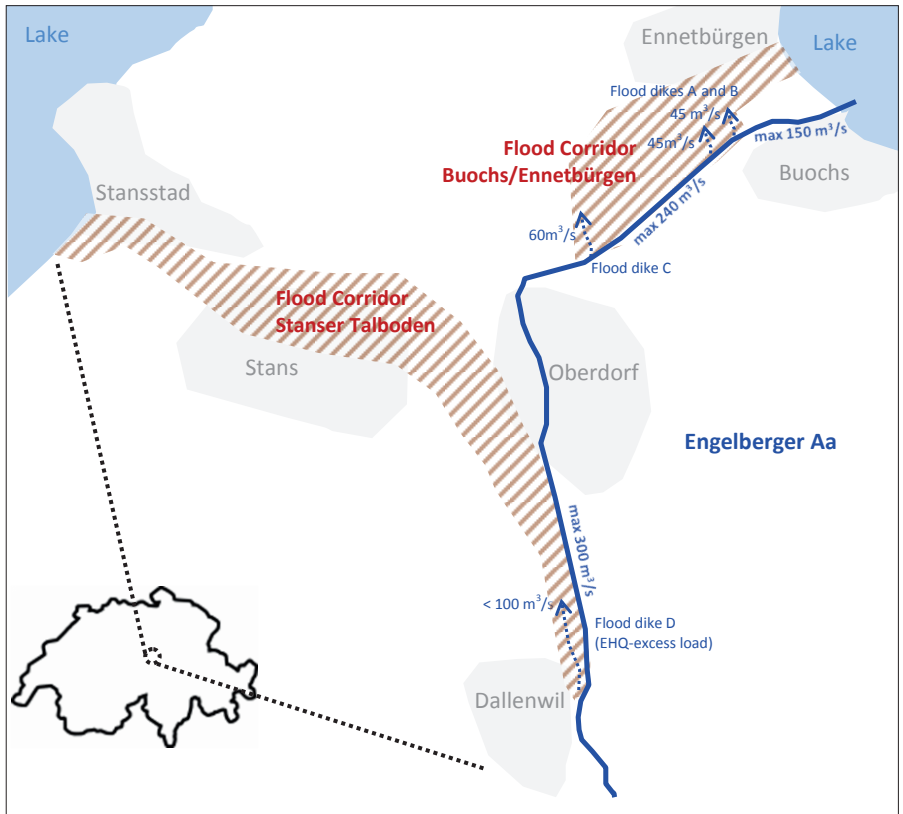 Lake
Ennetbürgen
Lake
Flood dikes A and B
45 m³/s
45m³/s
max 150 m³/s
Flood Corridor
Buochs/Ennetbürgen
Buochs
Stansstad
max 240 m³/s
60m³/s
Flood dike C
Flood Corridor
Stanser Talboden
Stans
Oberdorf
Engelberger Aa
max 300 m³/s
< 100 m³/s
Flood dike D
(EHQ-excess load)
Dallenwil